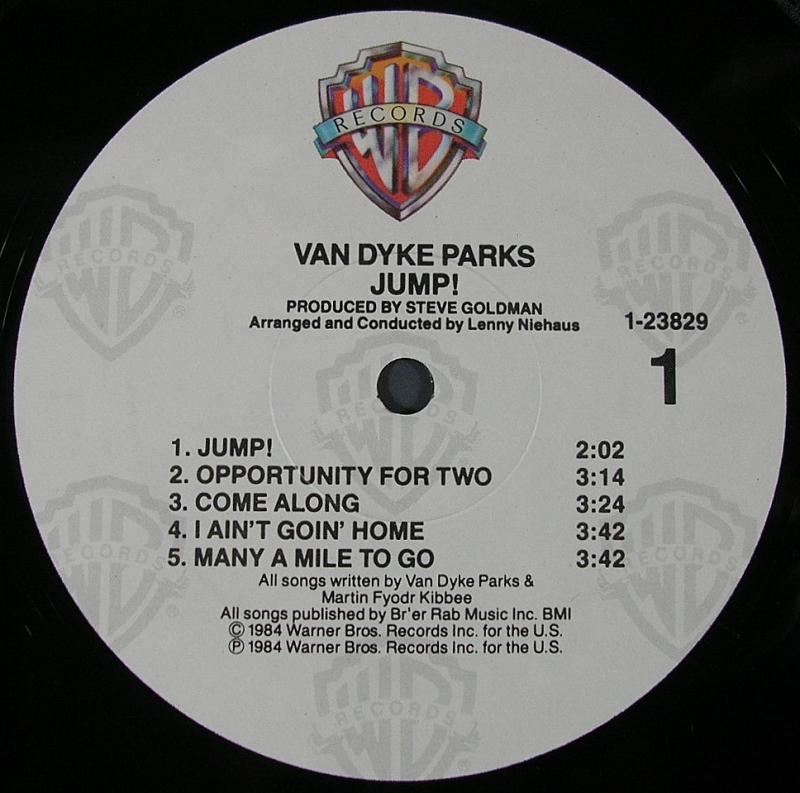 WB
RECORDS
VAN DYKE PARKS
JUMP!
PRODUCED BY STEVE GOLDMAN
Arranged and Conducted by Lenny Niehaus
1-23829
1
1. JUMP! 2:02
2. OPPORTUNITY FOR TWO 3:14
3. COME ALONG 3:24
4. I AIN'T GOIN' HOME 3:42
5. MANY A MILE TO GO 3:42
All songs written by Van Dyke Parks &
Martin Fyodr Kibbee
All songs published by Br'er Rab Music Inc. BMI
© 1984 Warner Bros. Records Inc. for the U.S.
℗ 1984 Warner Bros. Records Inc. for the U.S.